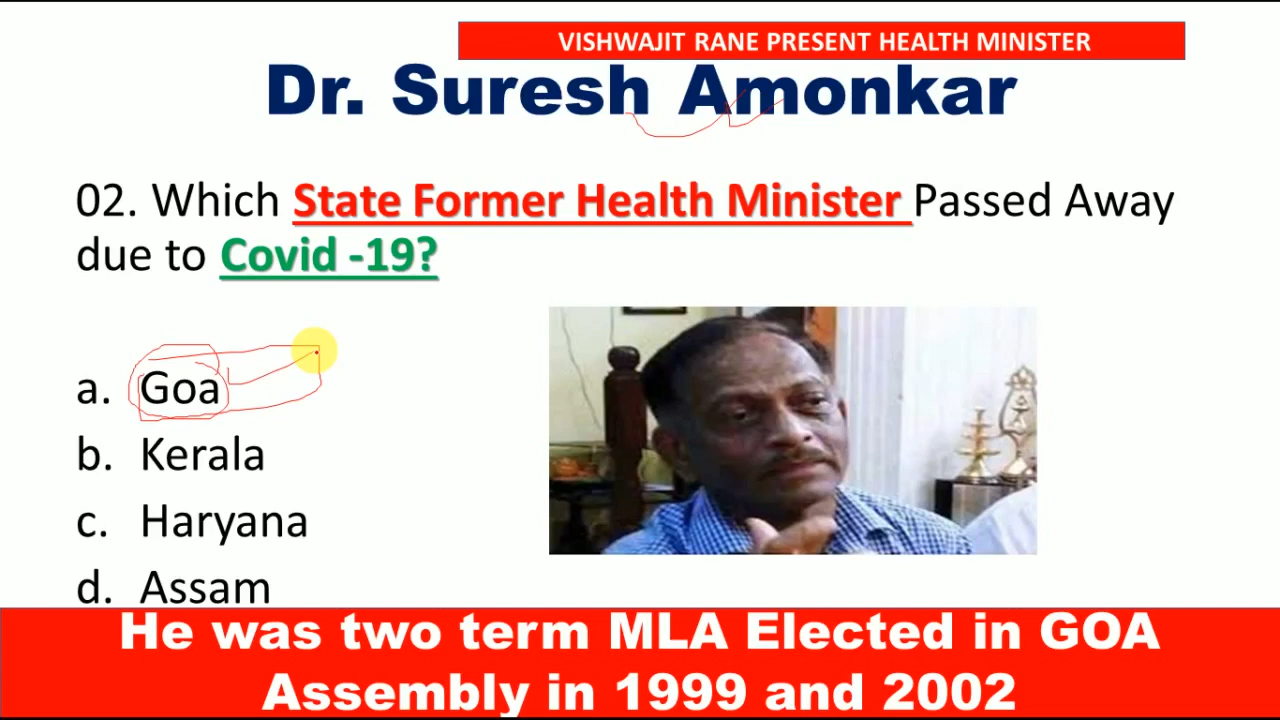 VISHWAJIT RANE PRESENT HEALTH MINISTER
Dr. Suresh Amonkar
02. Which State Former Health Minister Passed Away
due to Covid -19?
a. Goa
b. Kerala
c. Haryana
d. Assam
He was two term MLA Elected in GOA
Assembly in 1999 and 2002